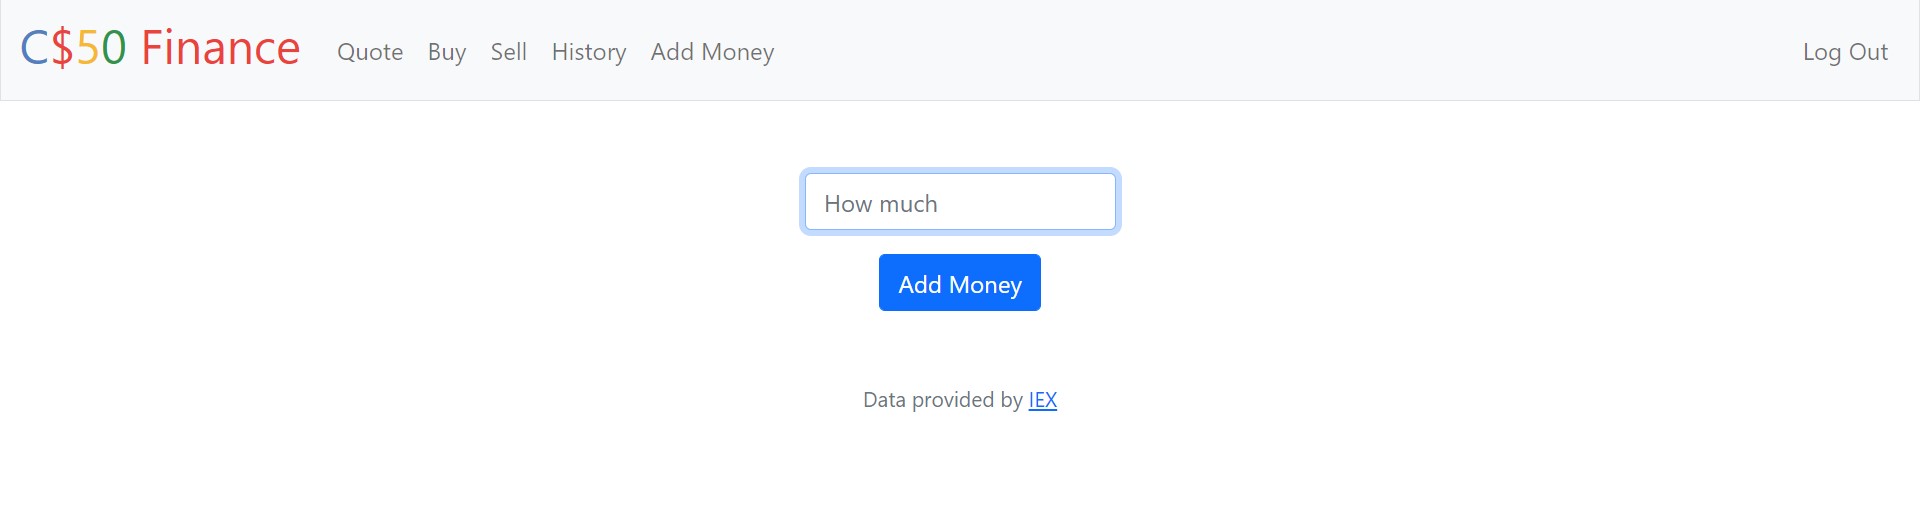 C$50 Finance Quote Buy Sell History Add Money Log Out
How much
Add Money
Data provided by IEX